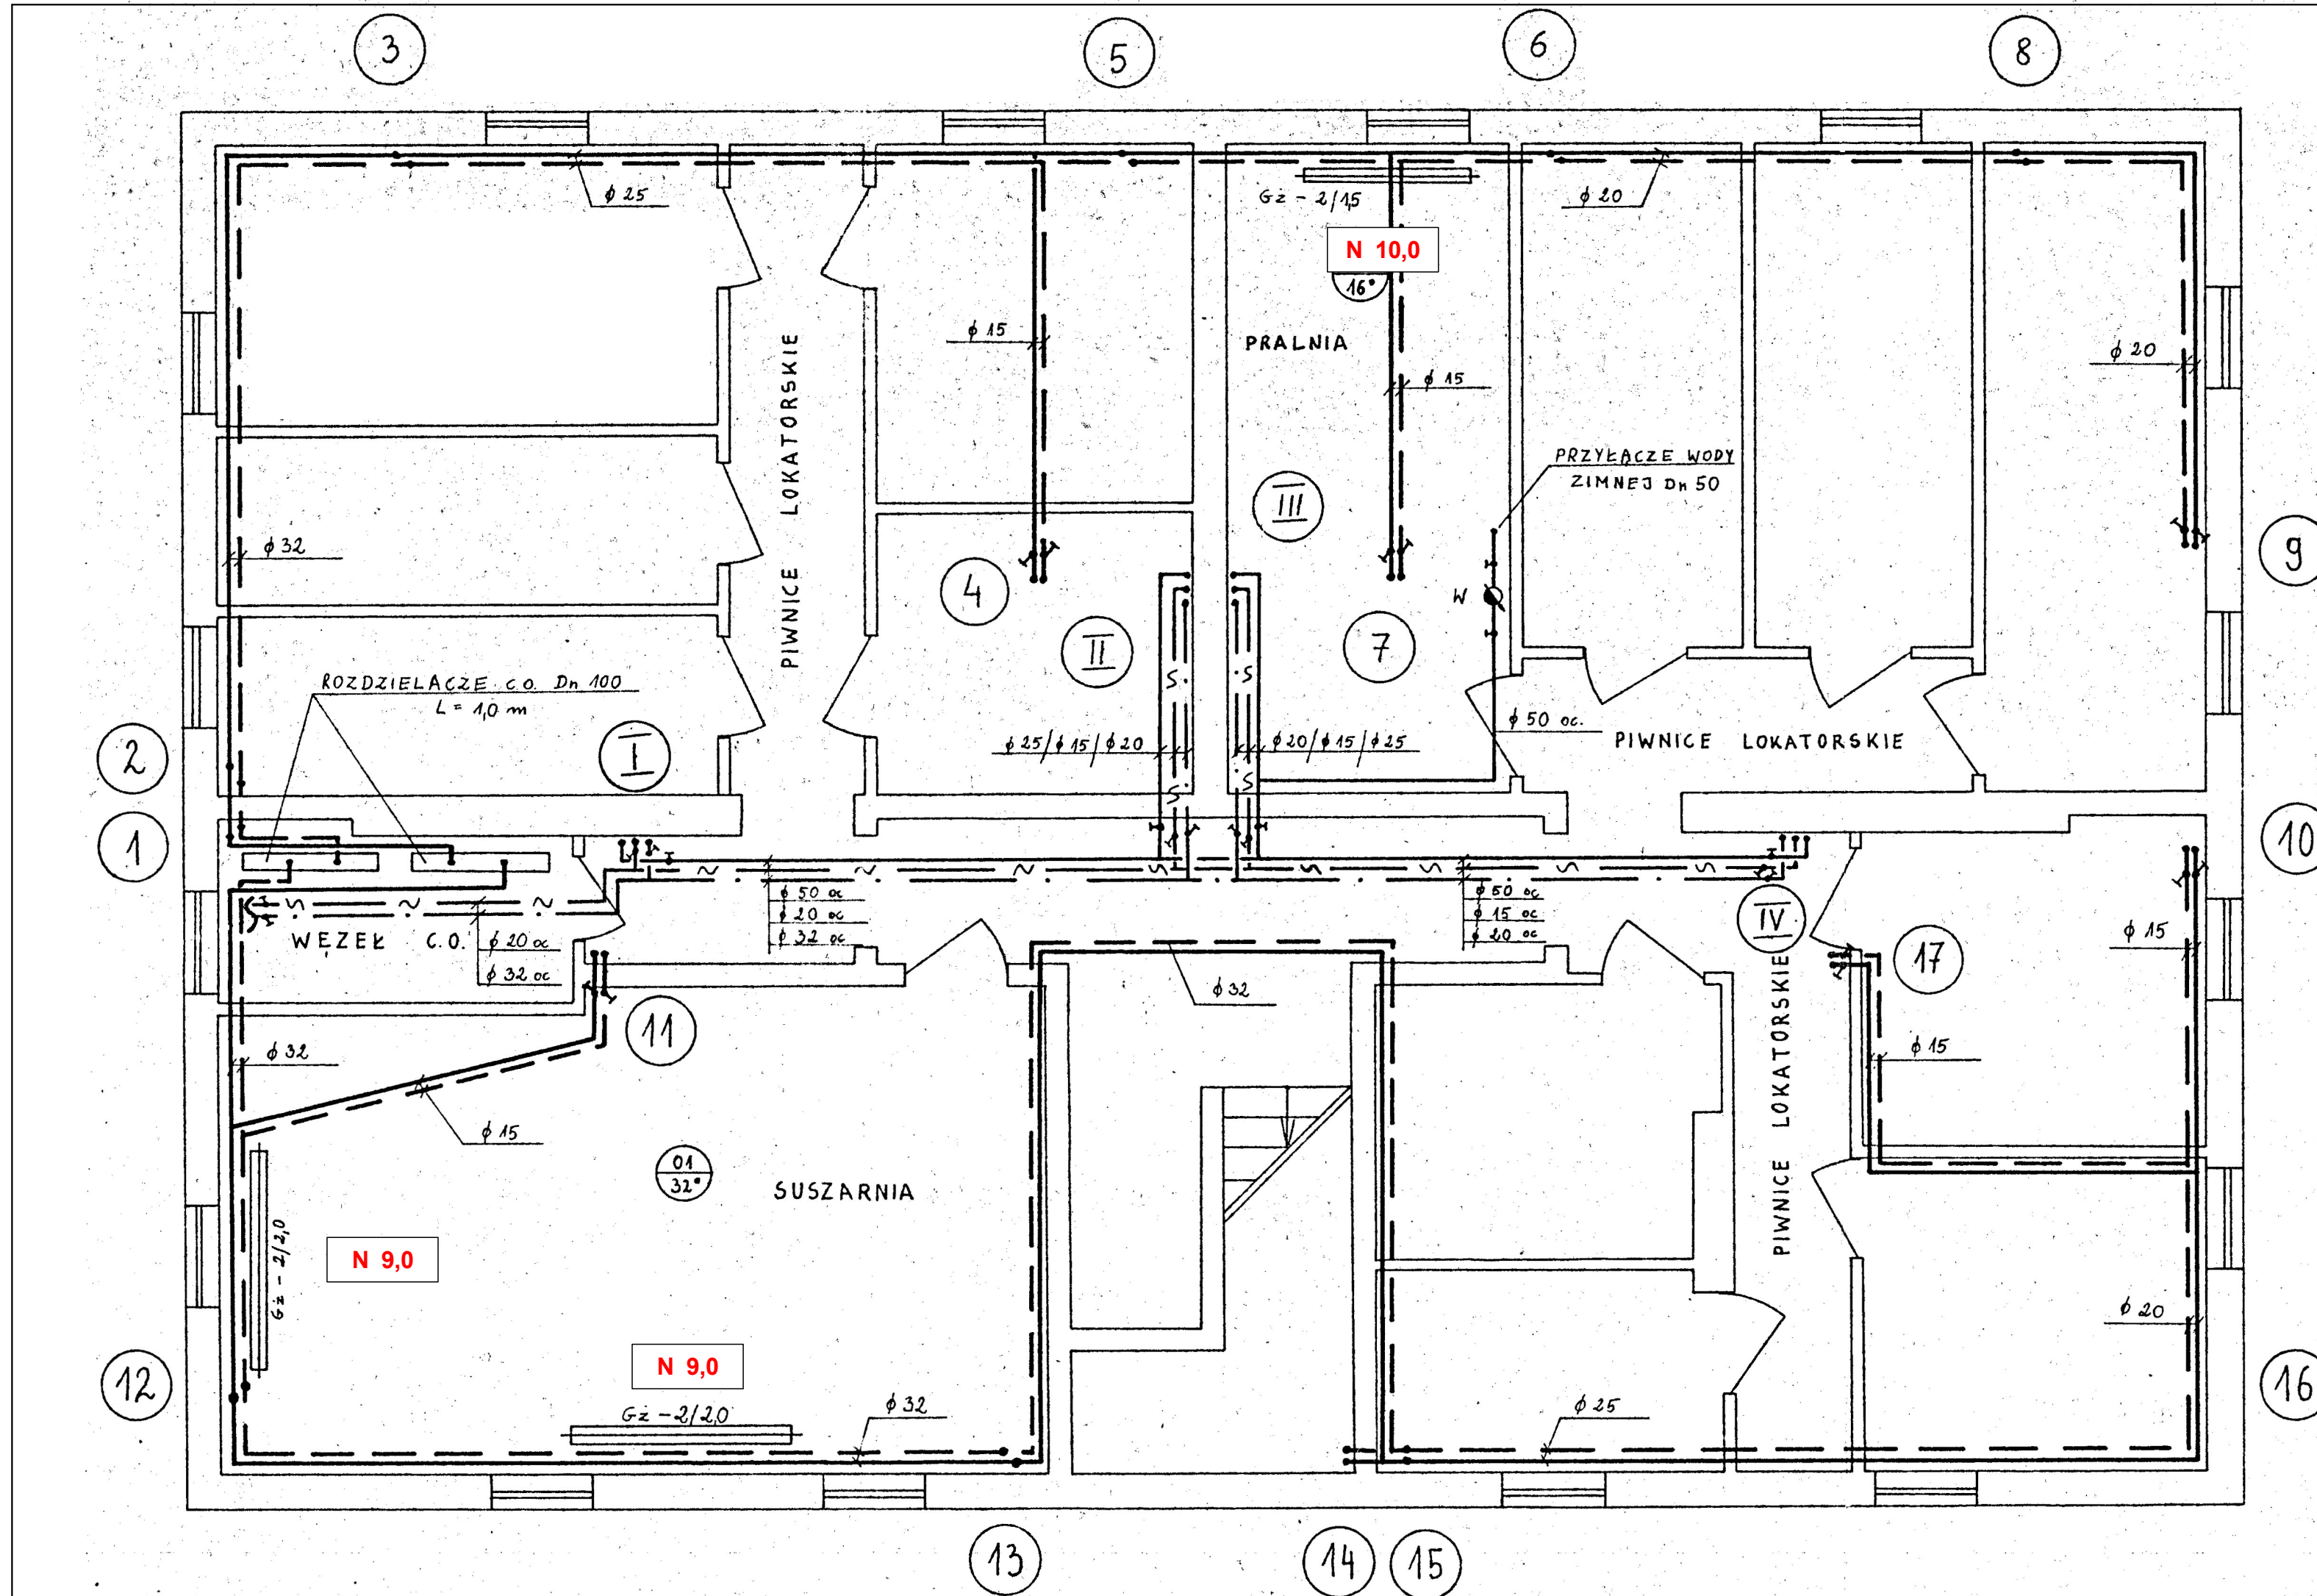 3
5
6
8
ϕ 25
Gż - 2/1,5
ϕ 20
N 10,0
16°
ϕ 15
PRALNIA
ϕ 20
ϕ 15
PIWNICE LOKATORSKIE
PRZYŁĄCZE WODY
ZIMNEJ Dn 50
III
ϕ 32
9
4
W
7
II
ROZDZIELACZE C.O. Dn 100
L = 1,0 m
2
I
ϕ 25/ϕ 15/ϕ 20
ϕ 20/ϕ 15/ϕ 25
ϕ 50 oc.
PIWNICE LOKATORSKIE
1
10
ϕ 50 oc
ϕ 20 oc
ϕ 32 oc
ϕ 50 oc
ϕ 15 oc
ϕ 20 oc
IV
WĘZEŁ C.O.
ϕ 20 oc
ϕ 32 oc
17
ϕ 15
ϕ 32
11
ϕ 32
ϕ 15
PIWNICE LOKATORSKIE
ϕ 15
01
32°
SUSZARNIA
Gż - 2/2,0
N 9,0
ϕ 20
12
N 9,0
16
Gż - 2/2,0
ϕ 32
ϕ 25
13
14
15